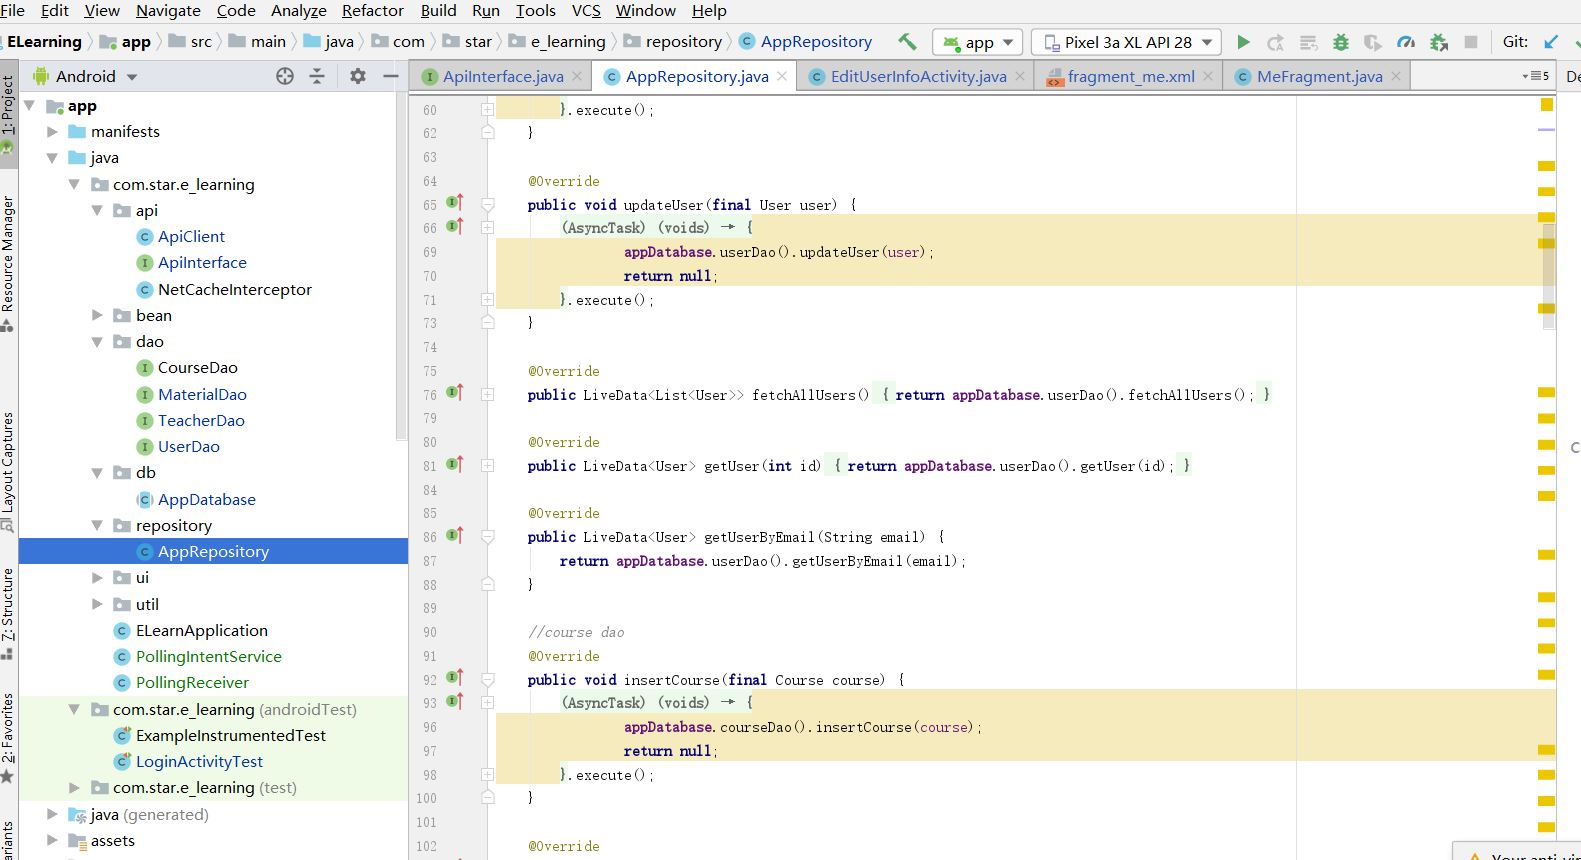 File Edit View Navigate Code Analyze Refactor Build Run Tools VCS Window Help
ELearning app src main java com star e_learning repository AppRepository app Pixel 3a XL API 28 Git:
Android ApiInterface.java AppRepository.java EditUserInfoActivity.java fragment_me.xml MeFragment.java 5 De
1: Project
Resource Manager
Layout Captures
7: Structure
2: Favorites
ariants
app
manifests
java
com.star.e_learning
api
ApiClient
ApiInterface
NetCacheInterceptor
bean
dao
CourseDao
MaterialDao
TeacherDao
UserDao
db
AppDatabase
repository
AppRepository
ui
util
ELearnApplication
PollingIntentService
PollingReceiver
com.star.e_learning (androidTest)
ExampleInstrumentedTest
LoginActivityTest
com.star.e_learning (test)
java (generated)
assets
60 }.execute();
62 }
63
64 @Override
65 public void updateUser(final User user) {
66 (AsyncTask) (voids) → {
69 appDatabase.userDao().updateUser(user);
70 return null;
71 }.execute();
73 }
74
75 @Override
76 public LiveData<List<User>> fetchAllUsers() { return appDatabase.userDao().fetchAllUsers(); }
79
80 @Override
81 public LiveData<User> getUser(int id) { return appDatabase.userDao().getUser(id); }
84
85 @Override
86 public LiveData<User> getUserByEmail(String email) {
87 return appDatabase.userDao().getUserByEmail(email);
88 }
89
90 //course dao
91 @Override
92 public void insertCourse(final Course course) {
93 (AsyncTask) (voids) → {
96 appDatabase.courseDao().insertCourse(course);
97 return null;
98 }.execute();
100 }
101
102 @Override